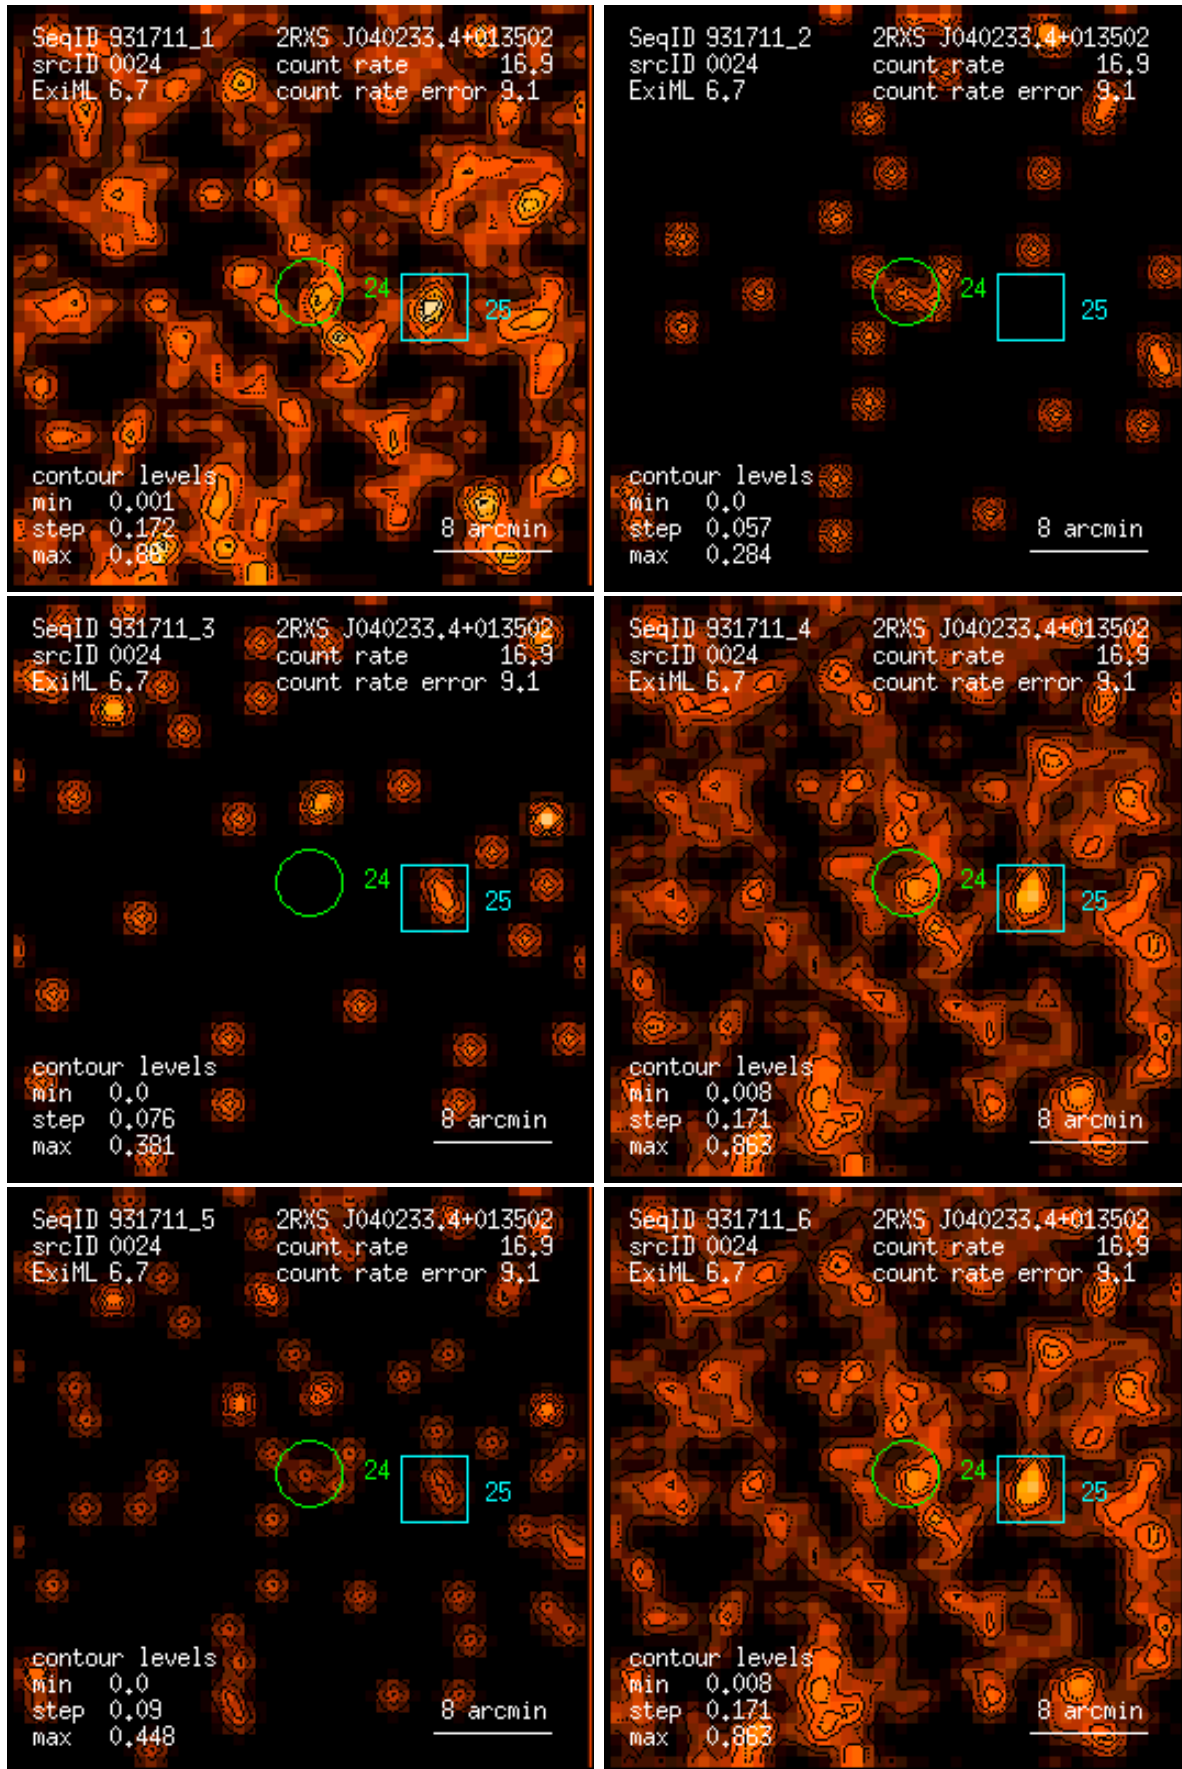 SeqID 931711_1 2RXS J040233.4+013502
srcID 0024 count rate 16.9
ExiML 6.7 count rate error 9.1
24
25
contour levels
min 0.001
step 0.172
8 arcmin
max 0.86
SeqID 931711_2 2RXS J040233.4+013502
srcID 0024 count rate 16.9
ExiML 6.7 count rate error 9.1
24
25
contour levels
min 0.0
step 0.057
8 arcmin
max 0.284
SeqID 931711_3 2RXS J040233.4+013502
srcID 0024 count rate 16.9
ExiML 6.7 count rate error 9.1
24
25
contour levels
min 0.0
step 0.076
8 arcmin
max 0.381
SeqID 931711_4 2RXS J040233.4+013502
srcID 0024 count rate 16.9
ExiML 6.7 count rate error 9.1
24
25
contour levels
min 0.008
step 0.171
8 arcmin
max 0.863
SeqID 931711_5 2RXS J040233.4+013502
srcID 0024 count rate 16.9
ExiML 6.7 count rate error 9.1
24
25
contour levels
min 0.0
step 0.09
8 arcmin
max 0.448
SeqID 931711_6 2RXS J040233.4+013502
srcID 0024 count rate 16.9
ExiML 6.7 count rate error 9.1
24
25
contour levels
min 0.008
step 0.171
8 arcmin
max 0.863